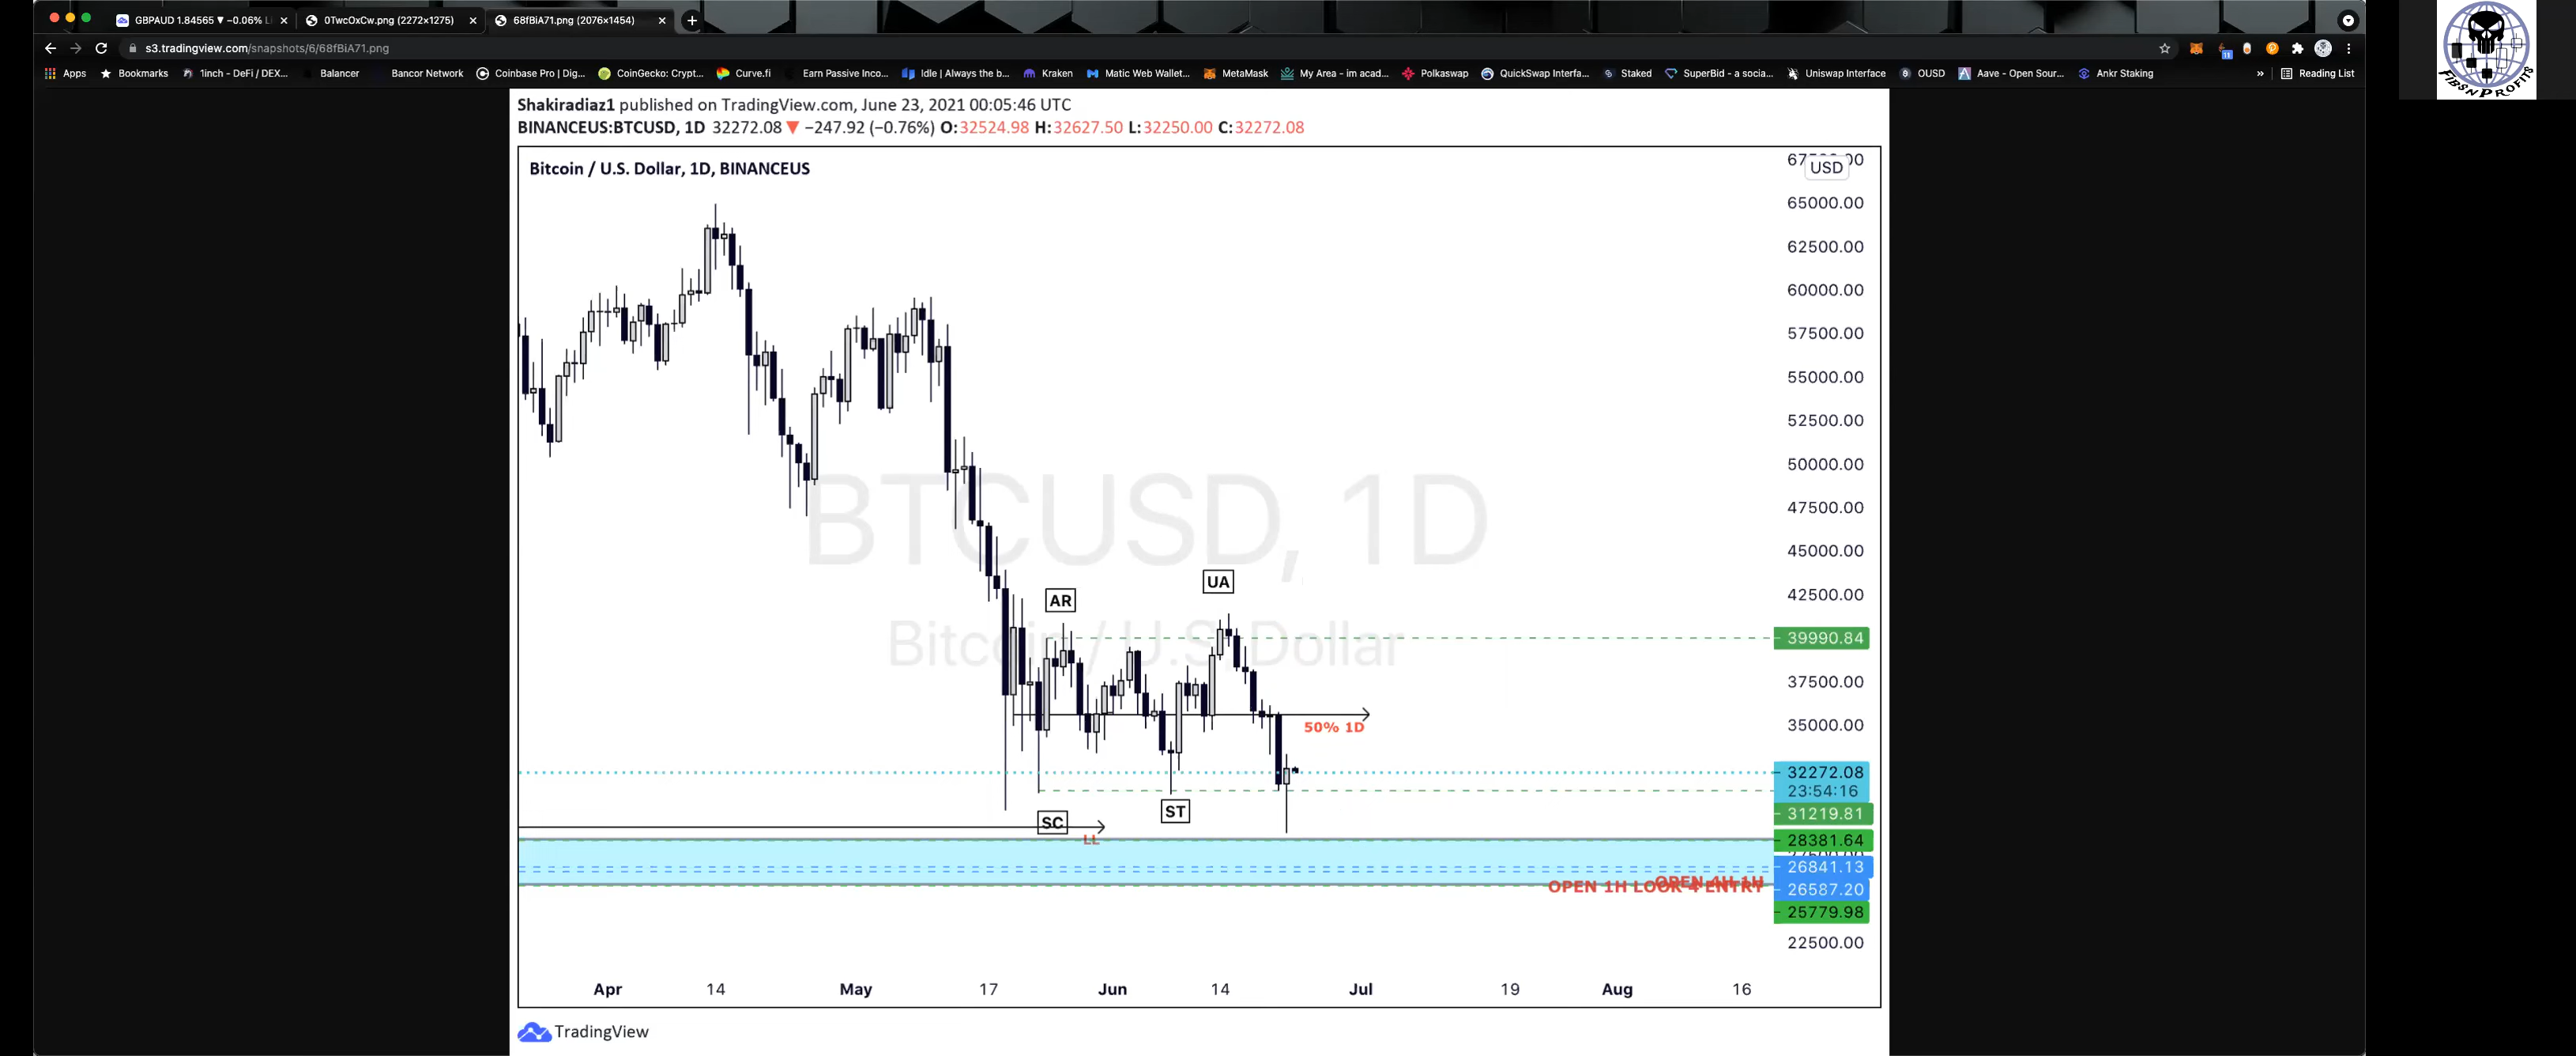 GBPAUD 1.84565 ▼ −0.06%
0TwcOxCw.png (2272×1275)
68fBiA71.png (2076×1454)
s3.tradingview.com/snapshots/6/68fBiA71.png
Apps Bookmarks 1inch - DeFi / DEX... Balancer Bancor Network Coinbase Pro | Dig... CoinGecko: Crypt... Curve.fi Earn Passive Inco... Idle | Always the b... Kraken Matic Web Wallet... MetaMask My Area - im acad... Polkaswap QuickSwap Interfa... Staked SuperBid - a socia... Uniswap Interface OUSD Aave - Open Sour... Ankr Staking » Reading List
11
FIBSNPROFITS
Shakiradiaz1 published on TradingView.com, June 23, 2021 00:05:46 UTC
BINANCEUS:BTCUSD, 1D 32272.08 ▼ −247.92 (−0.76%) O:32524.98 H:32627.50 L:32250.00 C:32272.08
Bitcoin / U.S. Dollar, 1D, BINANCEUS
USD
65000.00
62500.00
60000.00
57500.00
55000.00
52500.00
50000.00
47500.00
45000.00
42500.00
39990.84
37500.00
35000.00
32272.08
23:54:16
31219.81
28381.64
26841.13
26587.20
25779.98
22500.00
BTCUSD, 1D
Bitcoin / U.S. Dollar
UA
AR
50% 1D
ST
SC
LL
OPEN 4H 1H
OPEN 1H LOOK 4 ENTRY
Apr 14 May 17 Jun 14 Jul 19 Aug 16
TradingView